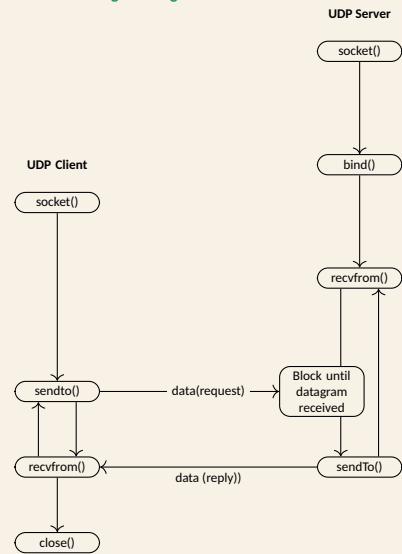 UDP Server
socket()
bind()
UDP Client
socket()
recvfrom()
sendto()
data(request)
Block until
datagram
received
recvfrom()
data (reply))
sendTo()
close()